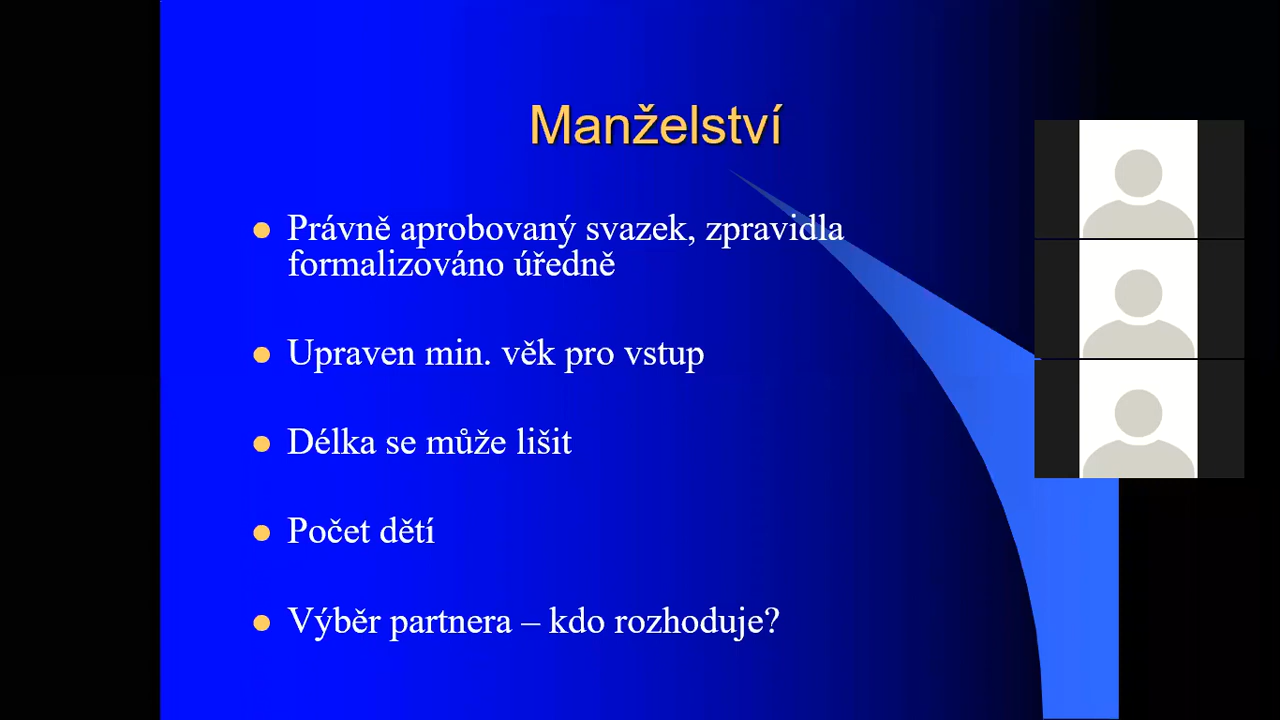 Manželství
Právně aprobovaný svazek, zpravidla
formalizováno úředně
Upraven min. věk pro vstup
Délka se může lišit
Počet dětí
Výběr partnera – kdo rozhoduje?